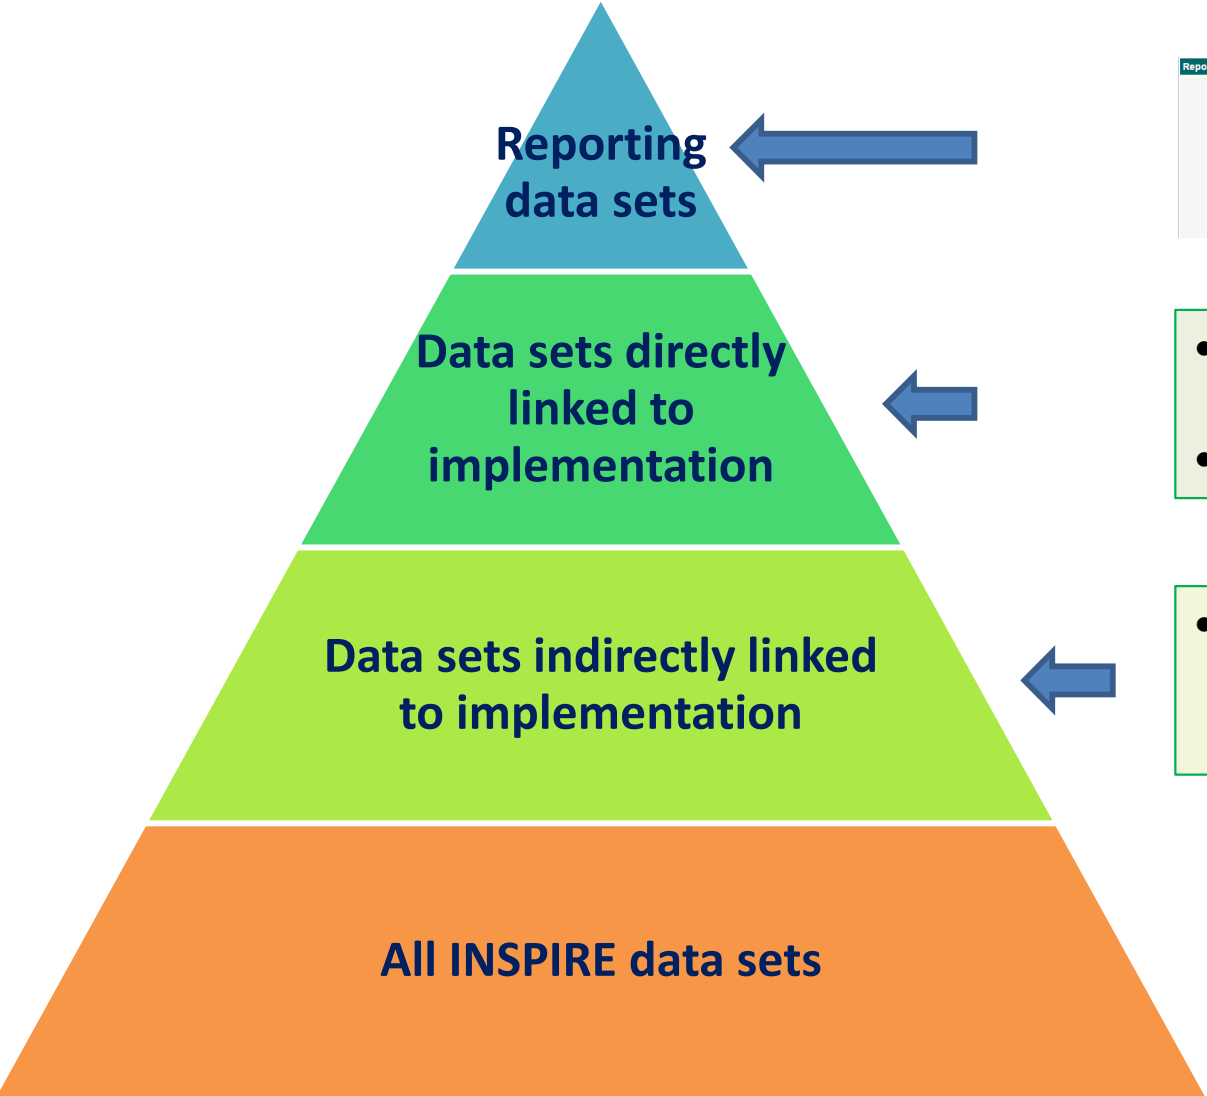 Reporting
data sets
Data sets directly
linked to
implementation
Data sets indirectly linked
to implementation
All INSPIRE data sets